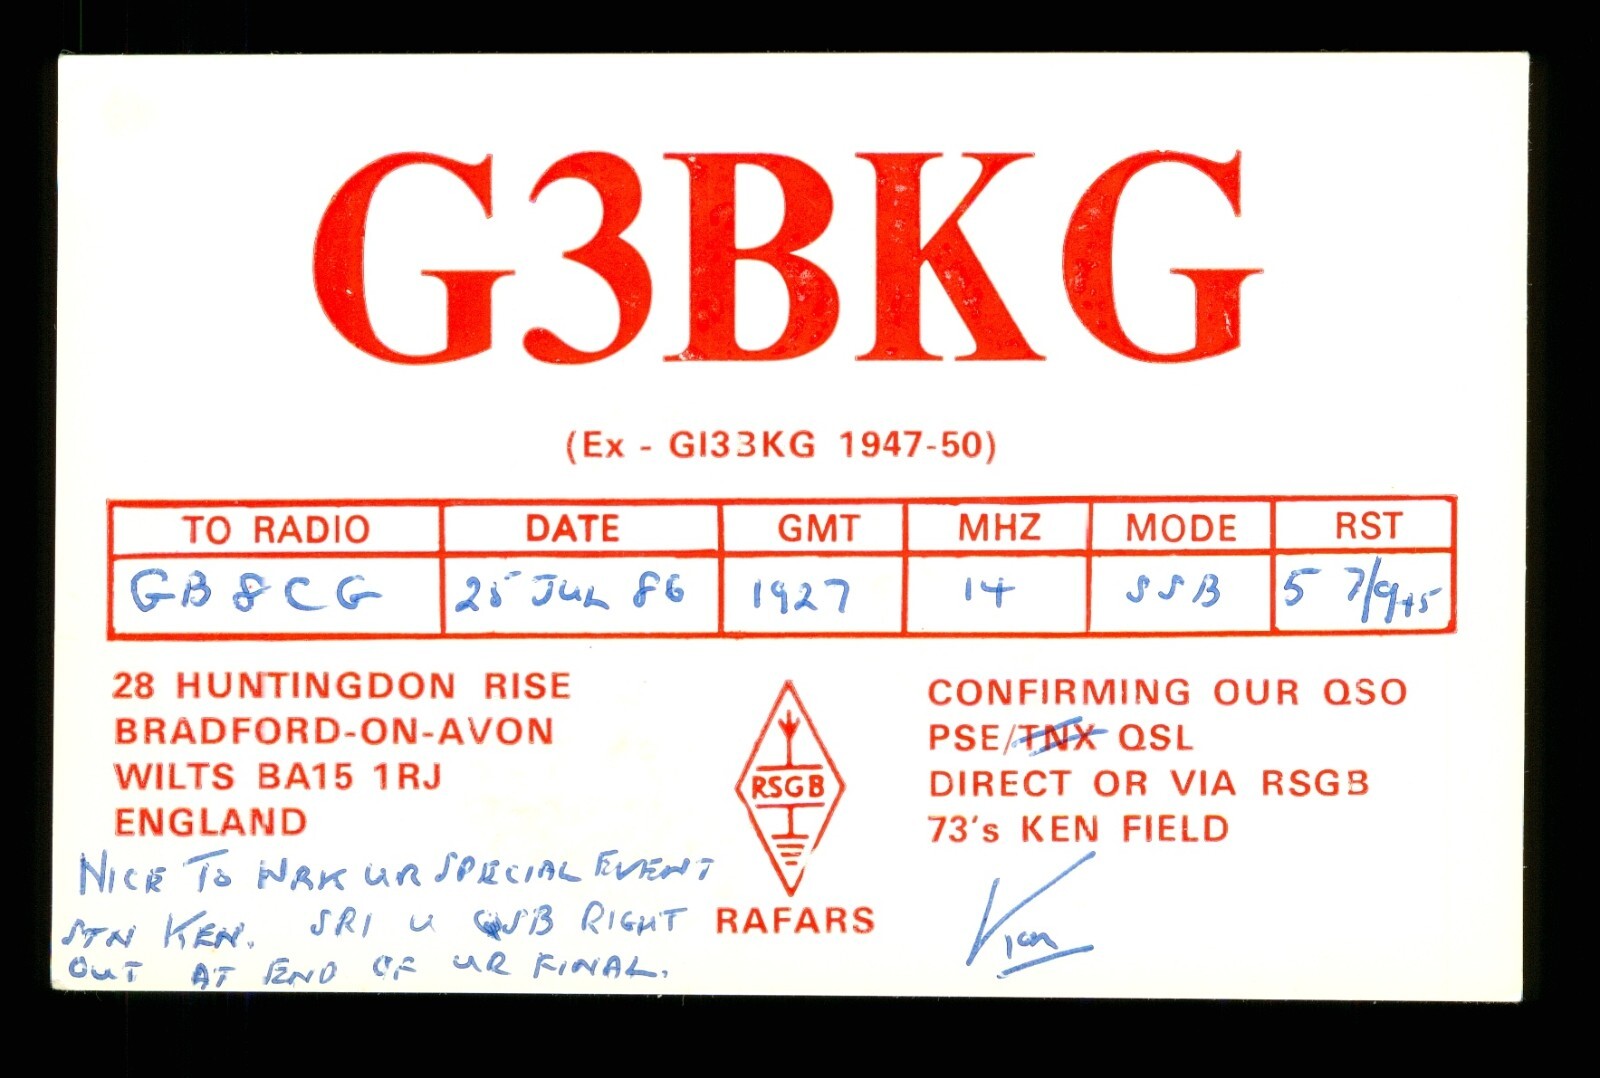 G3BKG
(Ex - GI3BKG 1947-50)
TO RADIO DATE GMT MHZ MODE RST
GB8CG 25 JUL 86 1927 14 SSB 5 7/9+15
28 HUNTINGDON RISE
BRADFORD-ON-AVON
WILTS BA15 1RJ
ENGLAND
RSGB
RAFARS
CONFIRMING OUR QSO
PSE/TNX QSL
DIRECT OR VIA RSGB
73's KEN FIELD
NICE TO WRK UR SPECIAL EVENT
STN KEN. SRI U QSB RIGHT
OUT AT END OF UR FINAL.
Ken